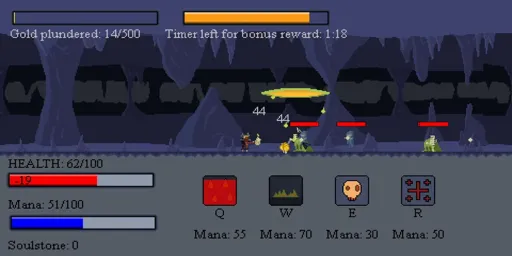 Gold plundered: 14/500
Timer left for bonus reward: 1:18
44
44
HEALTH: 62/100
19
Mana: 51/100
Soulstone: 0
Q
W
E
R
Mana: 55
Mana: 70
Mana: 30
Mana: 50